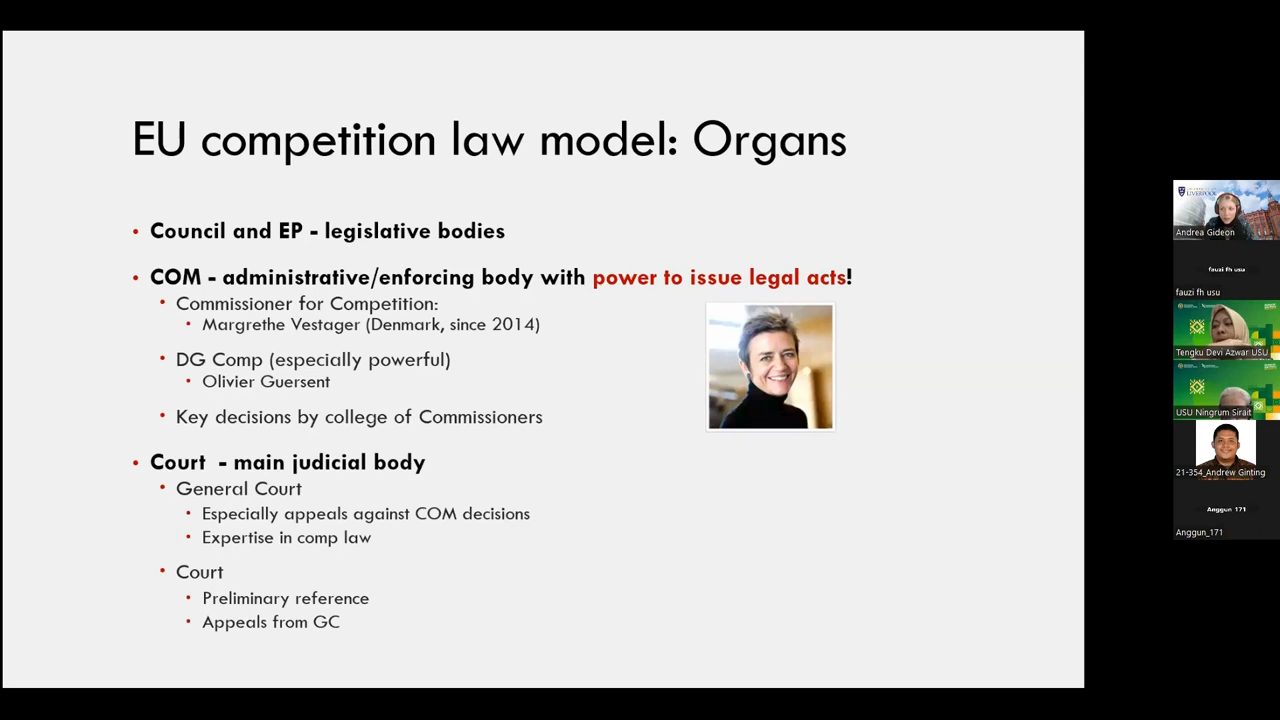 EU competition law model: Organs
• Council and EP - legislative bodies
• COM - administrative/enforcing body with power to issue legal acts!
• Commissioner for Competition:
• Margrethe Vestager (Denmark, since 2014)
• DG Comp (especially powerful)
• Olivier Guersent
• Key decisions by college of Commissioners
• Court - main judicial body
• General Court
• Especially appeals against COM decisions
• Expertise in comp law
• Court
• Preliminary reference
• Appeals from GC
LIVERPOOL
Andrea Gideon
fauzi fh usu
fauzi fh usu
Tengku Devi Azwar USU
USU Ningrum Sirait
21-354_Andrew Ginting
Anggun 171
Anggun_171